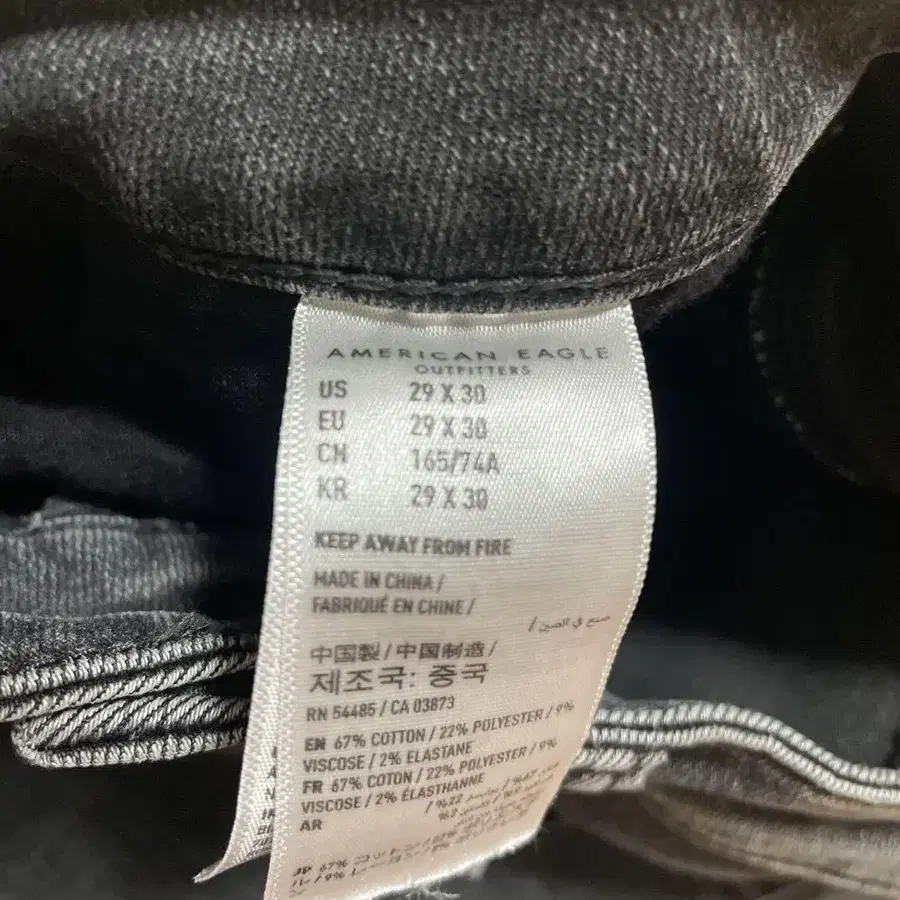 AMERICAN EAGLE
OUTFITTERS
US 29 X 30
EU 29 X 30
CN 165/74A
KR 29 X 30
KEEP AWAY FROM FIRE
MADE IN CHINA /
FABRIQUÉ EN CHINE /
صنع في الصين /
中国製 / 中国制造 /
제조국: 중국
RN 54485 / CA 03873
EN 67% COTTON / 22% POLYESTER / 9%
VISCOSE / 2% ELASTANE
FR 67% COTON / 22% POLYESTER / 9%
VISCOSE / 2% ÉLASTHANNE
AR
JP 67%